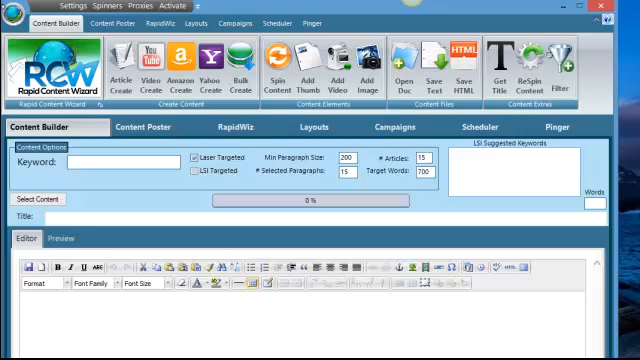 Settings Spinners Proxies Activate
Content Builder Content Poster RapidWiz Layouts Campaigns Scheduler Pinger
RCW
Rapid Content Wizard
Article Create
You Tube
Video Create
Amazon Create
Yahoo Create
Bulk Create
Spin Content
Add Thumb
Add Video
Add Image
Open Doc
Save Text
HTML
Save HTML
Get Title
ReSpin Content
Filter
Rapid Content Wizard Create Content Content Elements Content Files Content Extras
Content Builder Content Poster RapidWiz Layouts Campaigns Scheduler Pinger
Content Options
LSI Suggested Keywords
Keyword: Laser Targeted Min Paragraph Size: 200 # Articles: 15
LSI Targeted # Selected Paragraphs: 15 Target Words: 700
Words
Select Content 0 %
Title:
Editor Preview
B I U ABC
Format Font Family Font Size